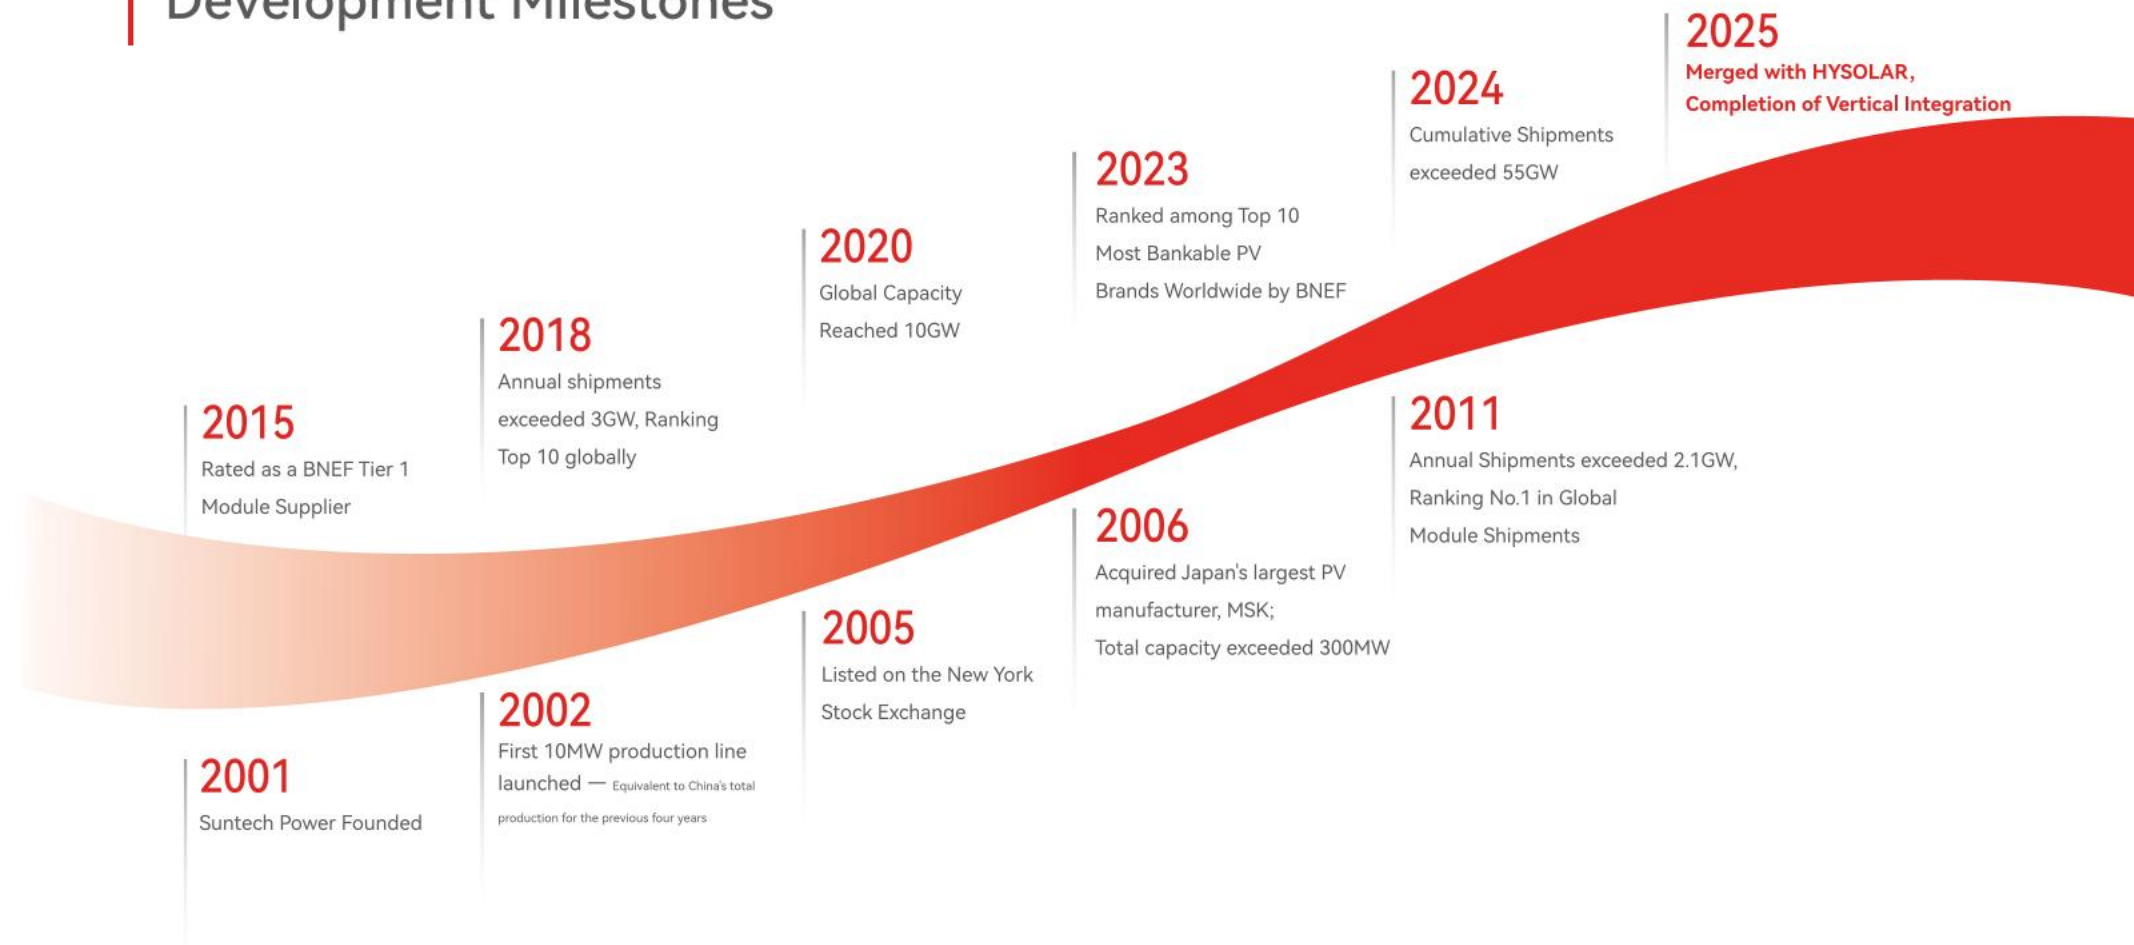 Development Milestones
2025
Merged with HYSOLAR,
Completion of Vertical Integration
2024
Cumulative Shipments
exceeded 55GW
2023
Ranked among Top 10
Most Bankable PV
Brands Worldwide by BNEF
2020
Global Capacity
Reached 10GW
2018
Annual shipments
exceeded 3GW, Ranking
Top 10 globally
2015
Rated as a BNEF Tier 1
Module Supplier
2011
Annual Shipments exceeded 2.1GW,
Ranking No.1 in Global
Module Shipments
2006
Acquired Japan's largest PV
manufacturer, MSK;
Total capacity exceeded 300MW
2005
Listed on the New York
Stock Exchange
2002
First 10MW production line
launched — Equivalent to China's total
production for the previous four years
2001
Suntech Power Founded